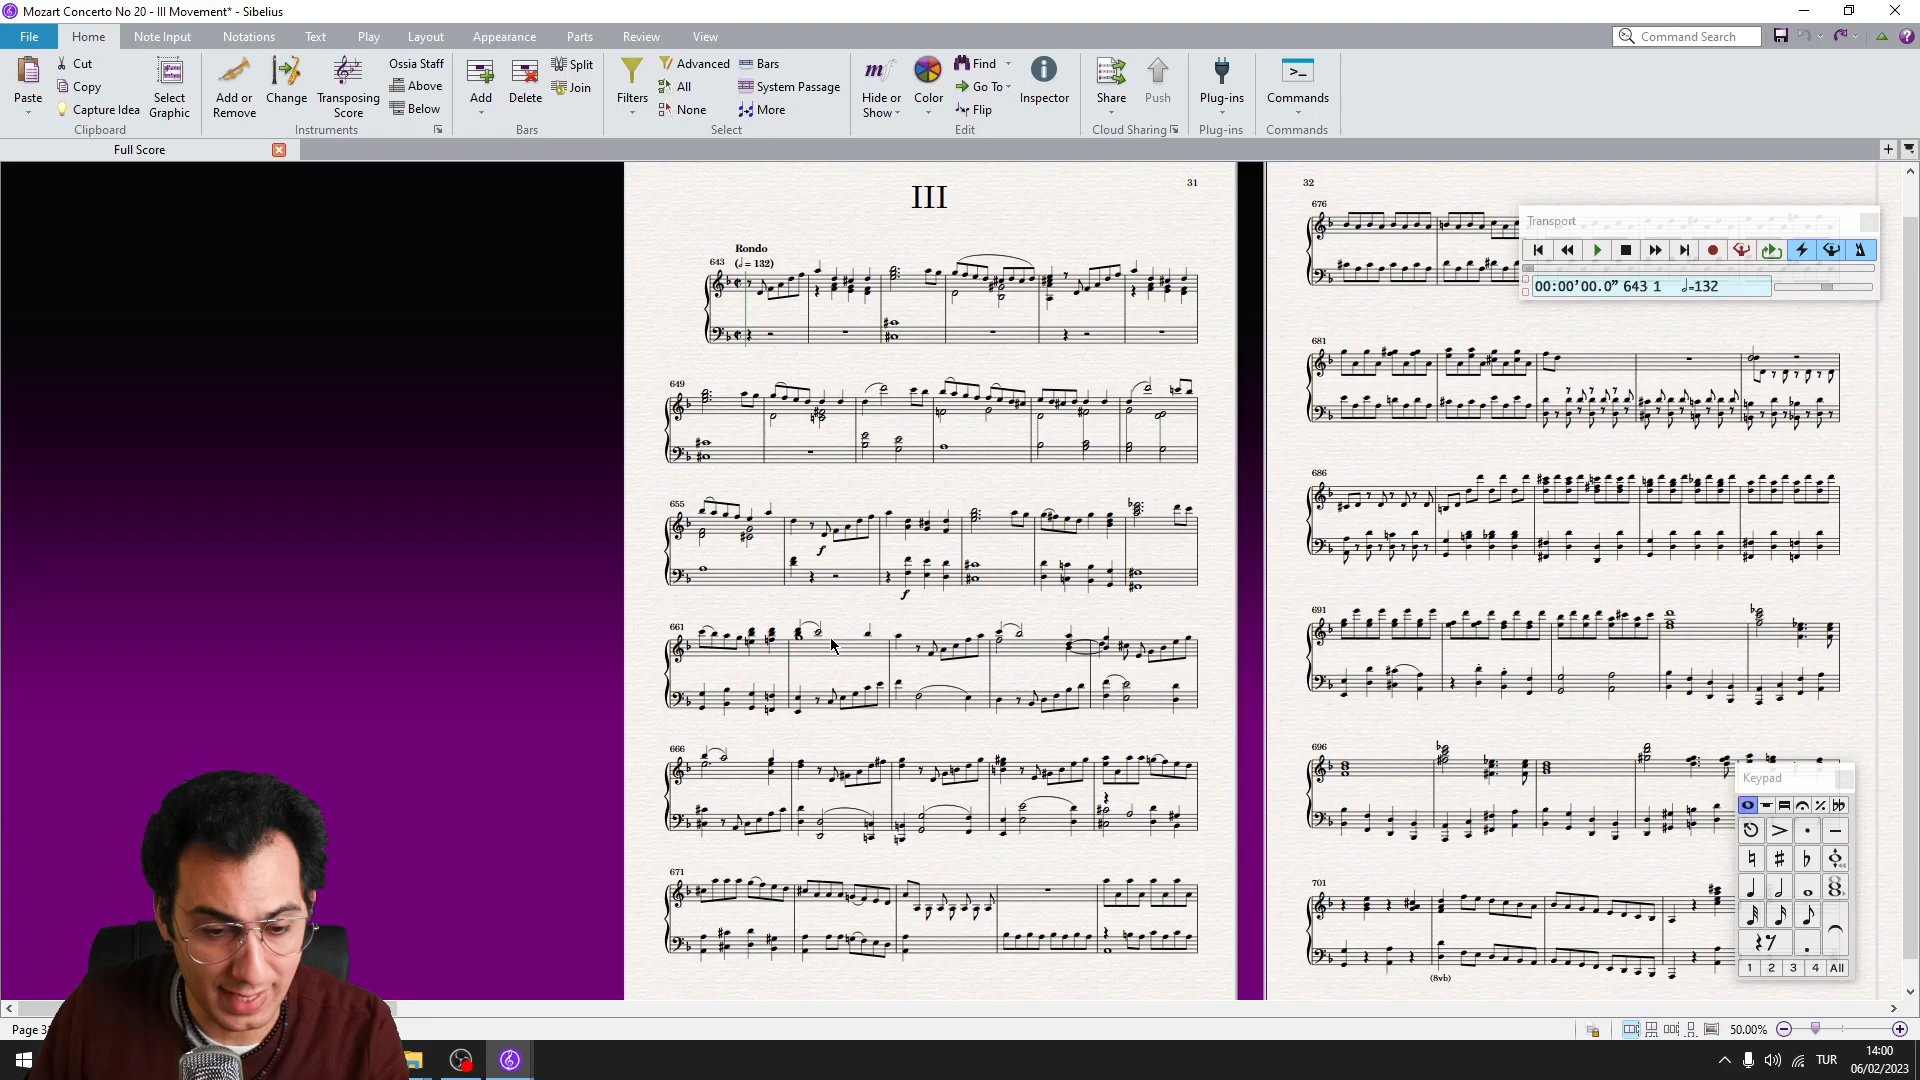 Mozart Concerto No 20 - III Movement* - Sibelius
File Home Note Input Notations Text Play Layout Appearance Parts Review View Command Search
Paste Cut Copy Capture Idea Select Graphic Clipboard
Add or Remove Change Transposing Score Ossia Staff Above Below Instruments
Add Delete Split Join Bars
Filters Advanced All None Bars System Passage More Select
Hide or Show Color Find Go To Flip Inspector Edit
Share Push Cloud Sharing
Plug-ins Plug-ins
Commands Commands
Full Score
III
31
Rondo
643 ( = 132)
649
655
f
f
661
666
671
32
676
681
686
691
696
701
(8vb)
Transport
00:00'00.0" 643 1 =132
Keypad
1 2 3 4 All
Page 3
50.00%
TUR
14:00
06/02/2023